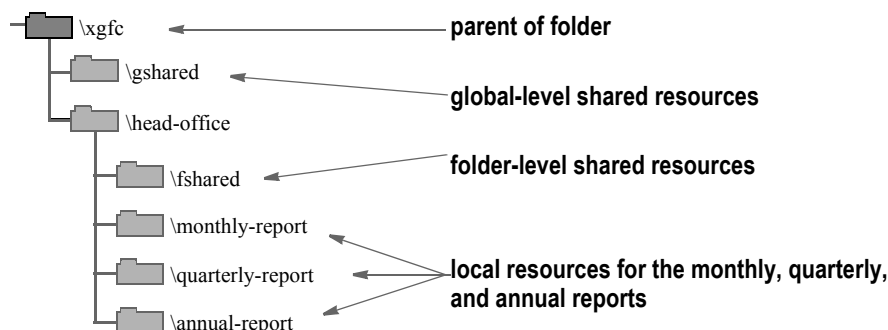 \xgfc
parent of folder
\gshared
global-level shared resources
\head-office
folder-level shared resources
\fshared
\monthly-report
\quarterly-report
local resources for the monthly, quarterly,
and annual reports
\annual-report